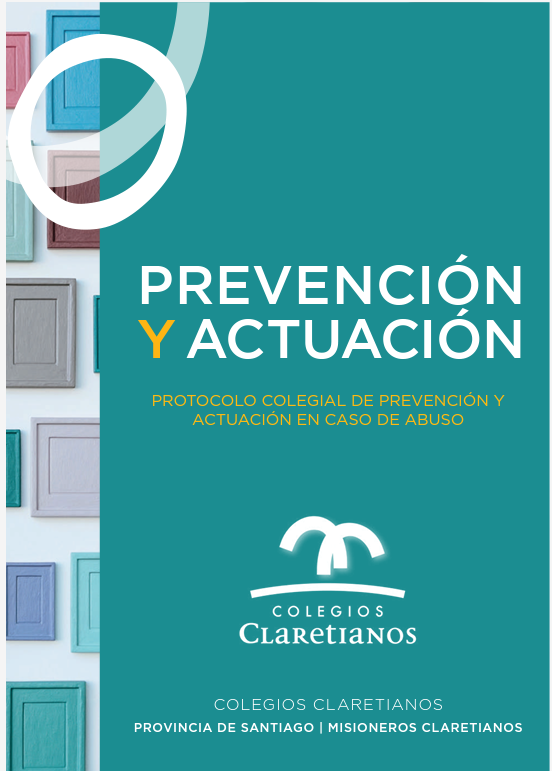 PREVENCIÓN
Y ACTUACIÓN
PROTOCOLO COLEGIAL DE PREVENCIÓN Y
ACTUACIÓN EN CASO DE ABUSO
COLEGIOS
CLARETIANOS
COLEGIOS CLARETIANOS
PROVINCIA DE SANTIAGO | MISIONEROS CLARETIANOS